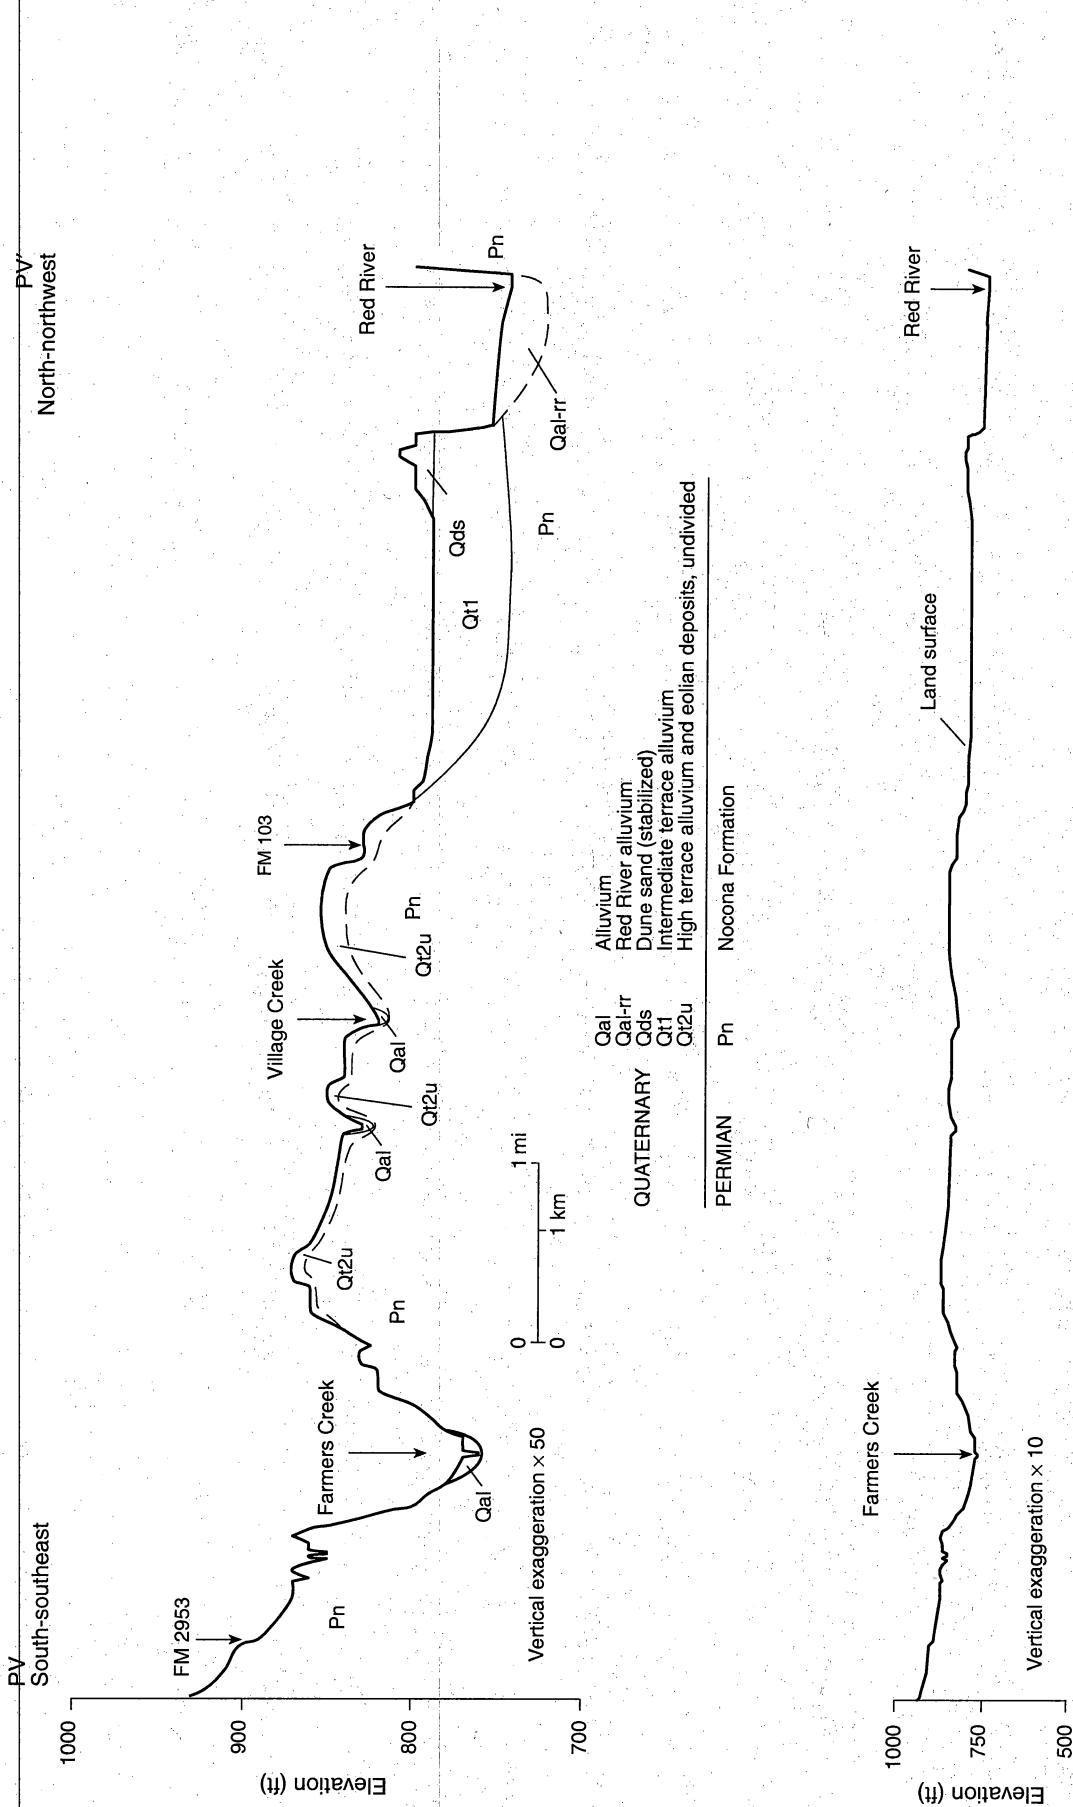 PV
South-southeast
PV′
North-northwest
Elevation (ft)
1000
900
800
700
FM 2953
Pn
Farmers Creek
Qal
Pn
Qt2u
Qal
Qt2u
Village Creek
Qal
Qt2u
Pn
FM 103
Qt1
Qds
Pn
Qal-rr
Red River
Pn
Vertical exaggeration × 50
0 1 mi
0 1 km
QUATERNARY
Qal Alluvium
Qal-rr Red River alluvium
Qds Dune sand (stabilized)
Qt1 Intermediate terrace alluvium
Qt2u High terrace alluvium and eolian deposits, undivided
PERMIAN Pn Nocona Formation
Elevation (ft)
1000
750
500
Farmers Creek
Land surface
Red River
Vertical exaggeration × 10